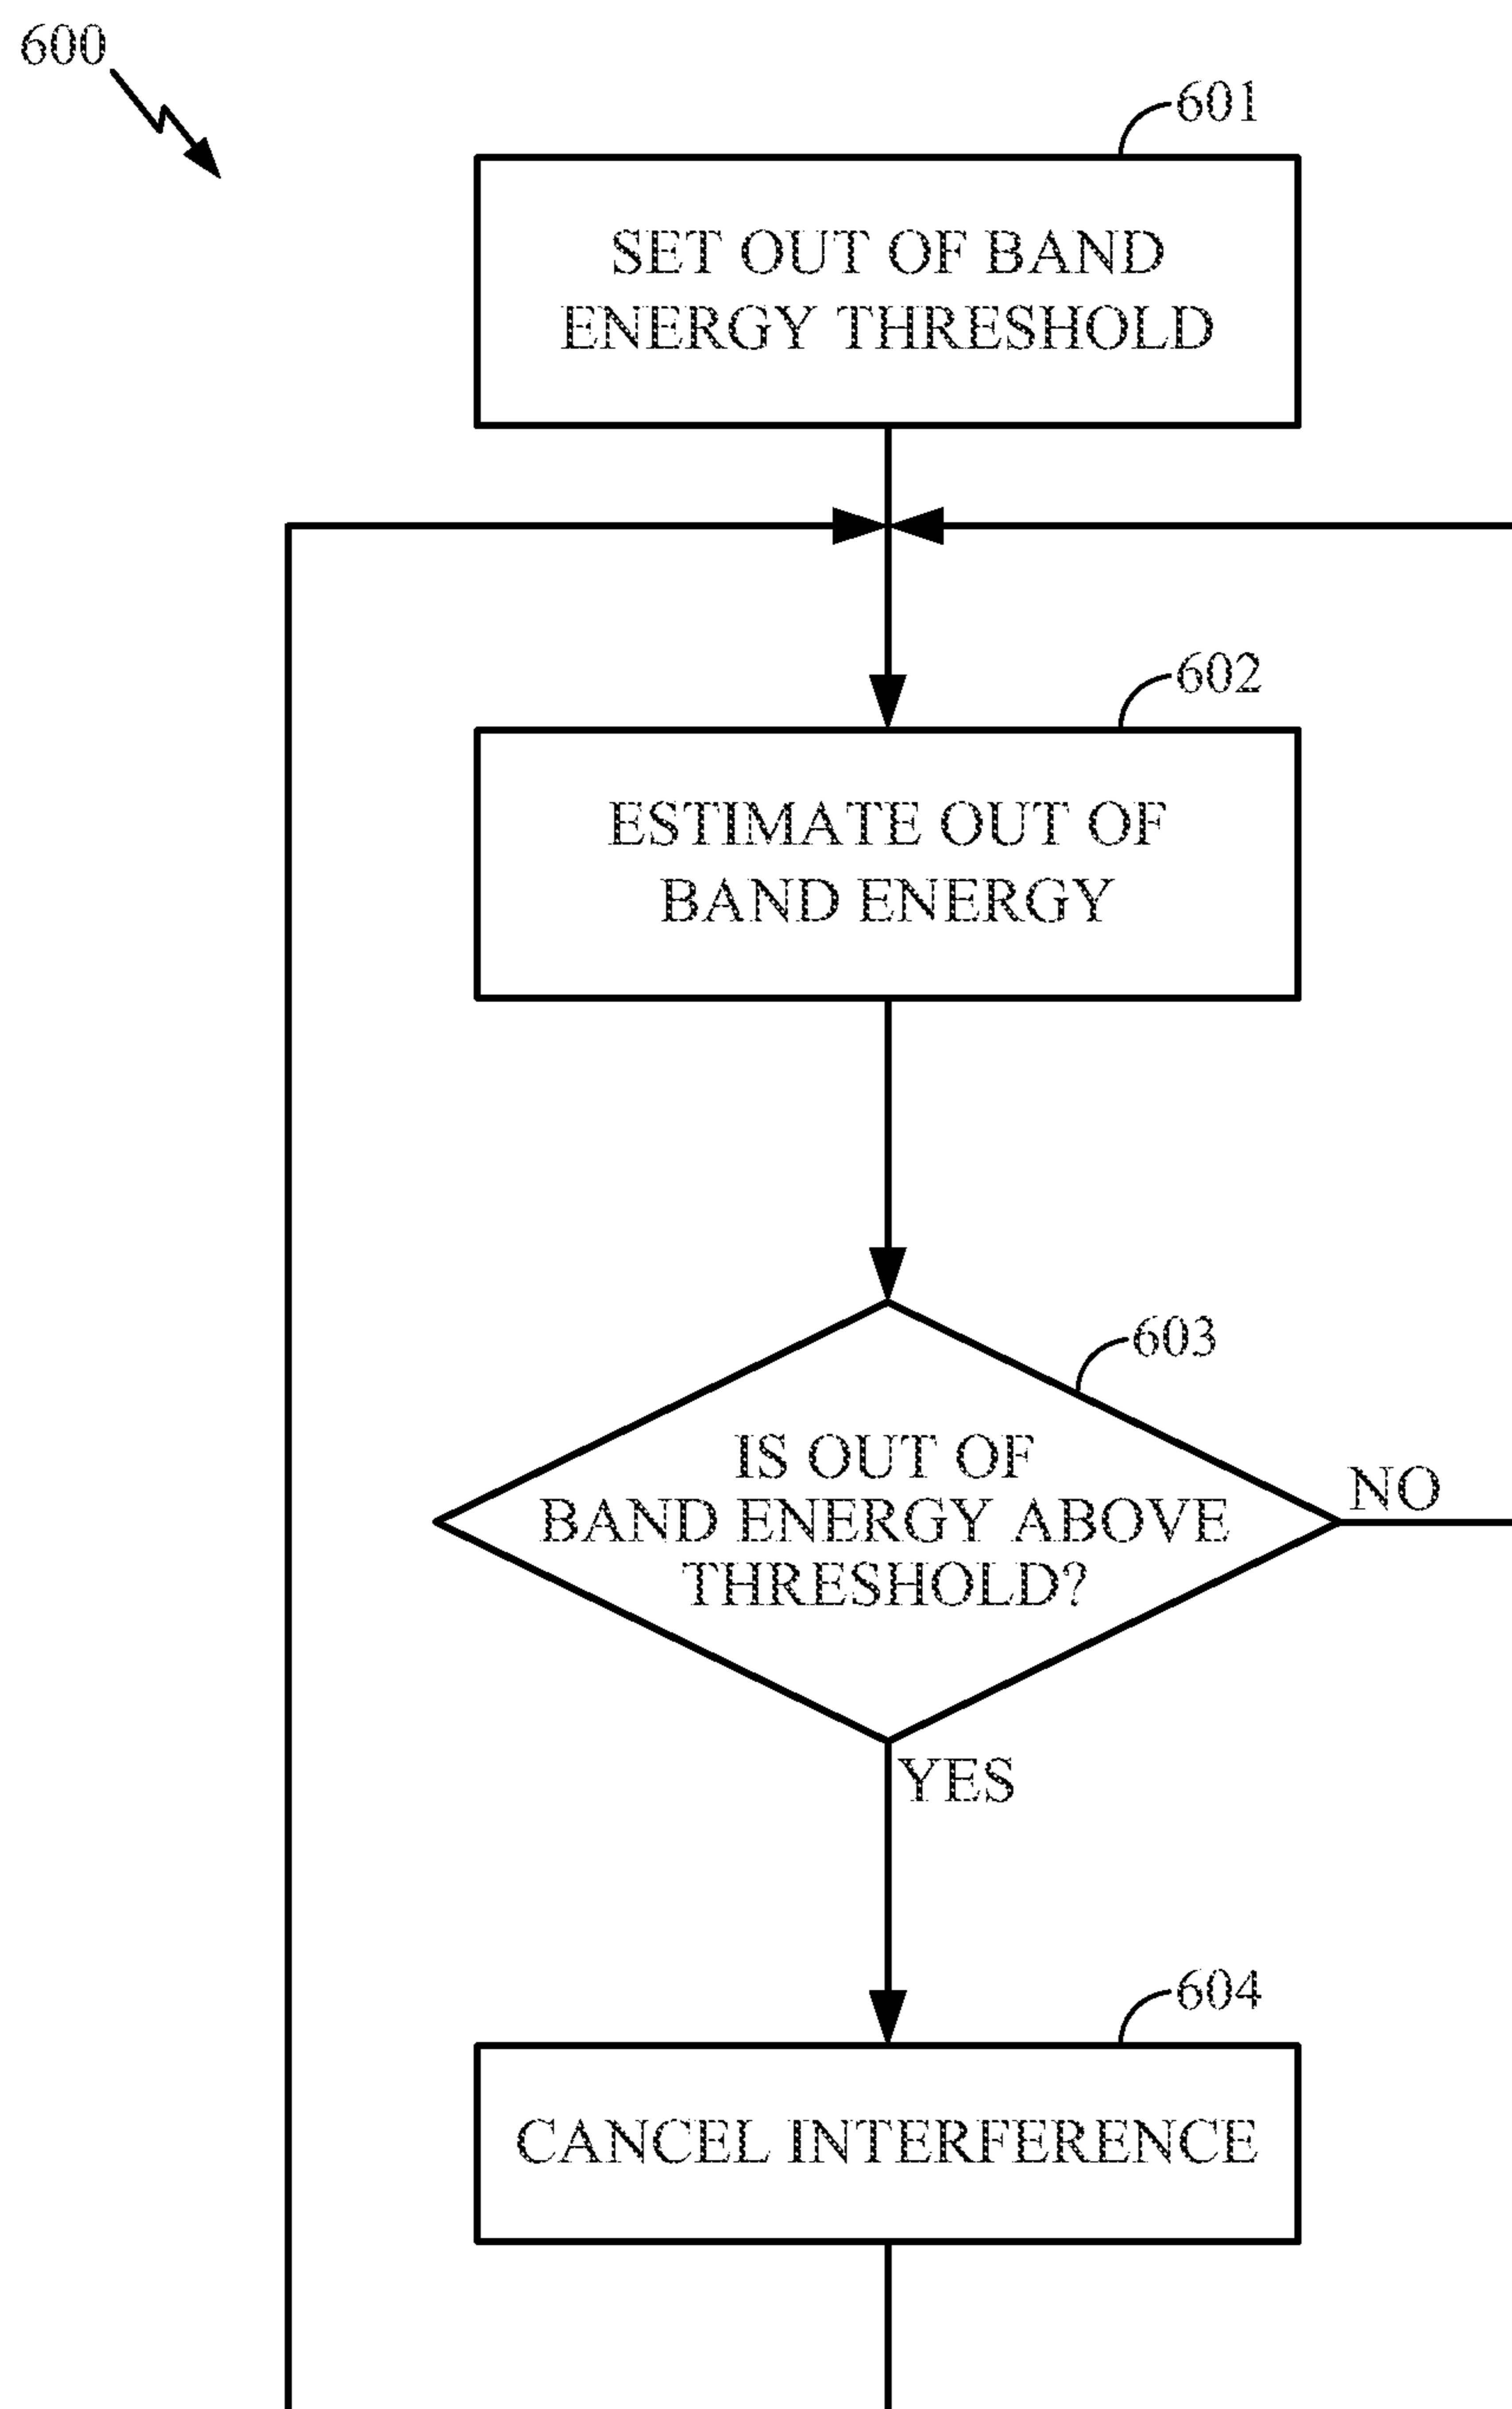 600
601
SET OUT OF BAND
ENERGY THRESHOLD
602
ESTIMATE OUT OF
BAND ENERGY
603
IS OUT OF
BAND ENERGY ABOVE
THRESHOLD?
NO
YES
604
CANCEL INTERFERENCE